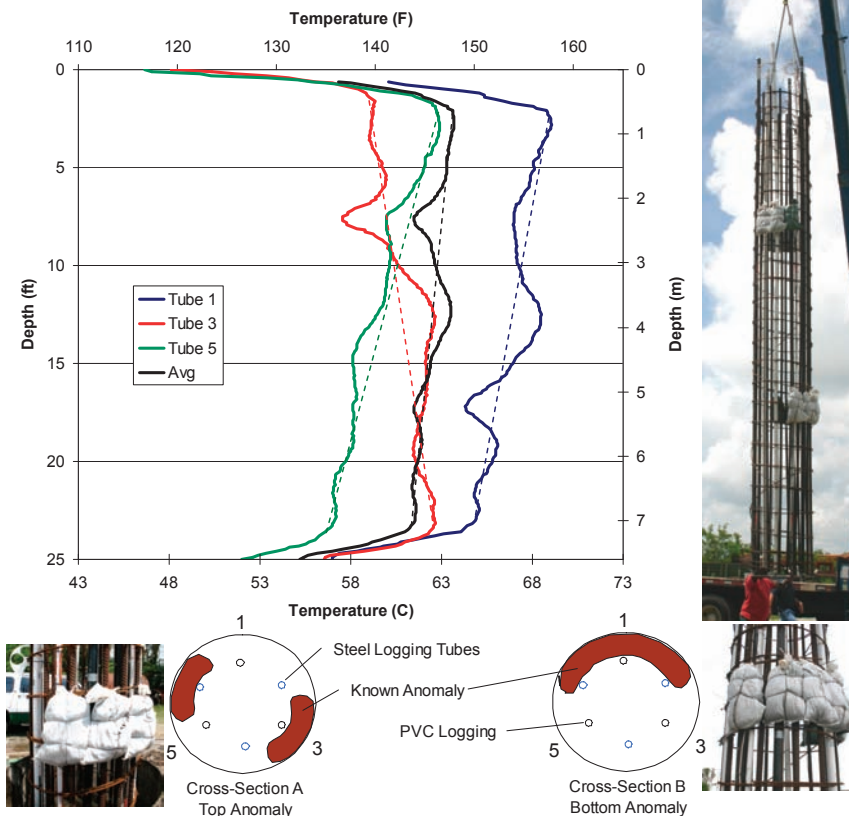 Temperature (F)
110 120 130 140 150 160
0 0
5 1
10 2
15 3
20 4
25 5
6
7
Depth (ft)
Depth (m)
Tube 1
Tube 3
Tube 5
Avg
43 48 53 58 63 68 73
Temperature (C)
1 1
Steel Logging Tubes
Known Anomaly
PVC Logging
5 3 5 3
Cross-Section A
Top Anomaly
Cross-Section B
Bottom Anomaly